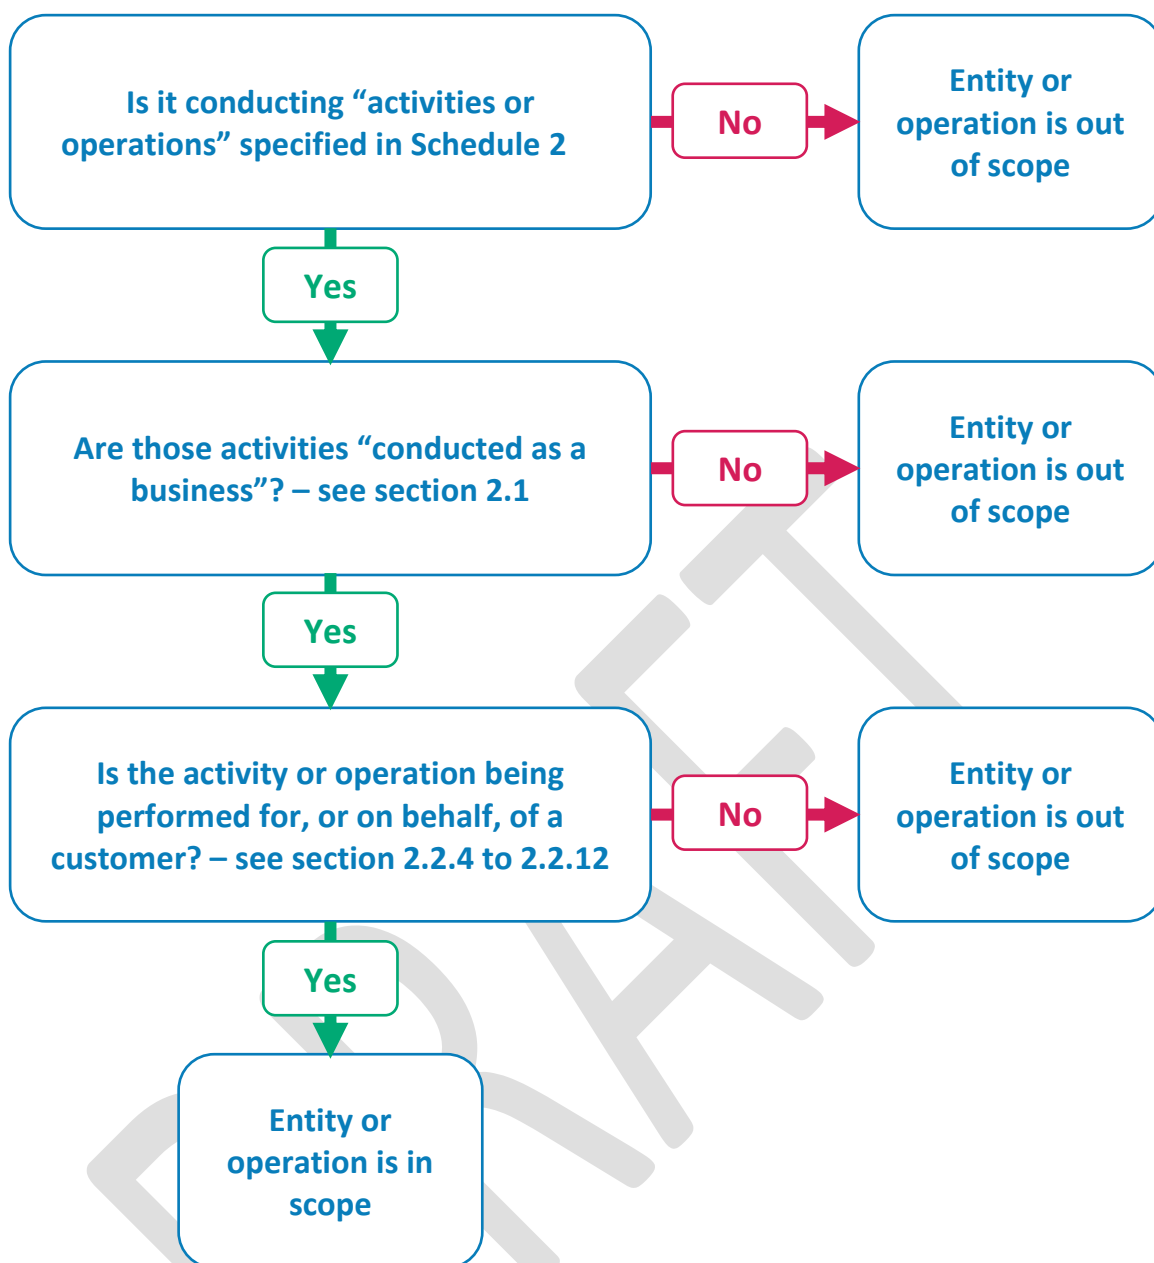 Is it conducting “activities or
operations” specified in Schedule 2
No
Entity or
operation is out
of scope
Yes
Are those activities “conducted as a
business”? – see section 2.1
No
Entity or
operation is out
of scope
Yes
Is the activity or operation being
performed for, or on behalf, of a
customer? – see section 2.2.4 to 2.2.12
No
Entity or
operation is out
of scope
Yes
Entity or
operation is in
scope
DRAFT